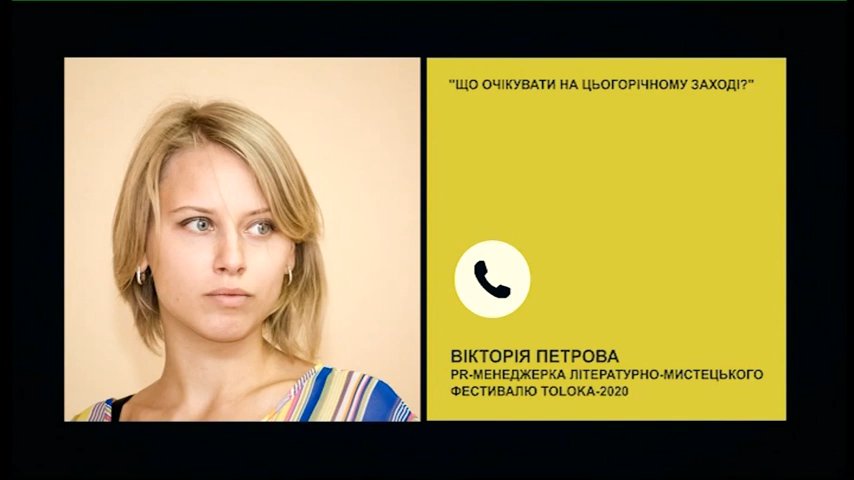 "ЩО ОЧІКУВАТИ НА ЦЬОГОРІЧНОМУ ЗАХОДІ?"
ВІКТОРІЯ ПЕТРОВА
PR-МЕНЕДЖЕРКА ЛІТЕРАТУРНО-МИСТЕЦЬКОГО
ФЕСТИВАЛЮ TOLOKA-2020